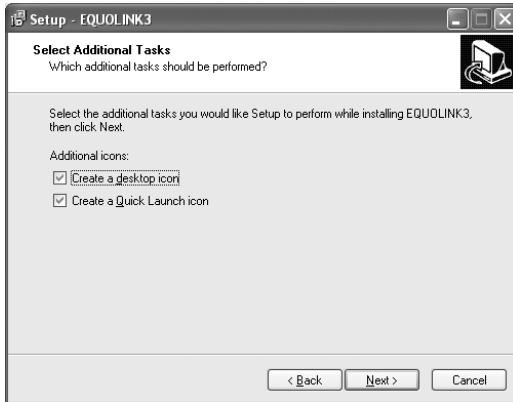 Setup - EQUOLINK3
Select Additional Tasks
Which additional tasks should be performed?
Select the additional tasks you would like Setup to perform while installing EQUOLINK3,
then click Next.
Additional icons:
Create a desktop icon
Create a Quick Launch icon
< Back
Next >
Cancel